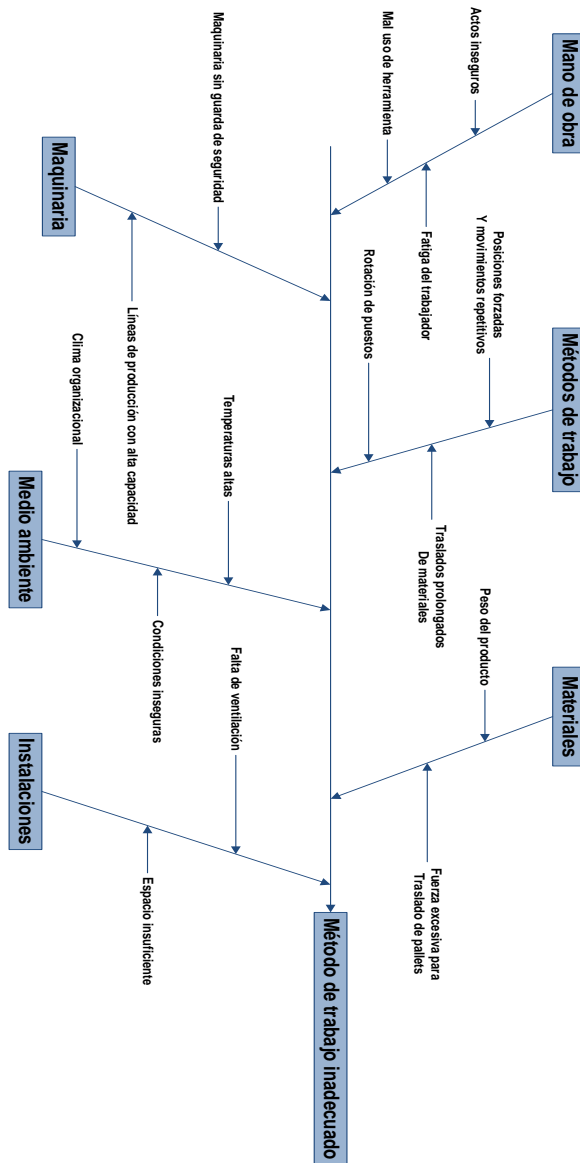 Mano de obra
Actos inseguros
Mal uso de herramienta
Fatiga del trabajador
Métodos de trabajo
Posiciones forzadas
Y movimientos repetitivos
Rotación de puestos
Traslados prolongados
De materiales
Materiales
Peso del producto
Fuerza excesiva para
Traslado de pallets
Método de trabajo inadecuado
Maquinaria sin guarda de seguridad
Líneas de producción con alta capacidad
Maquinaria
Temperaturas altas
Clima organizacional
Condiciones inseguras
Medio ambiente
Falta de ventilación
Espacio insuficiente
Instalaciones